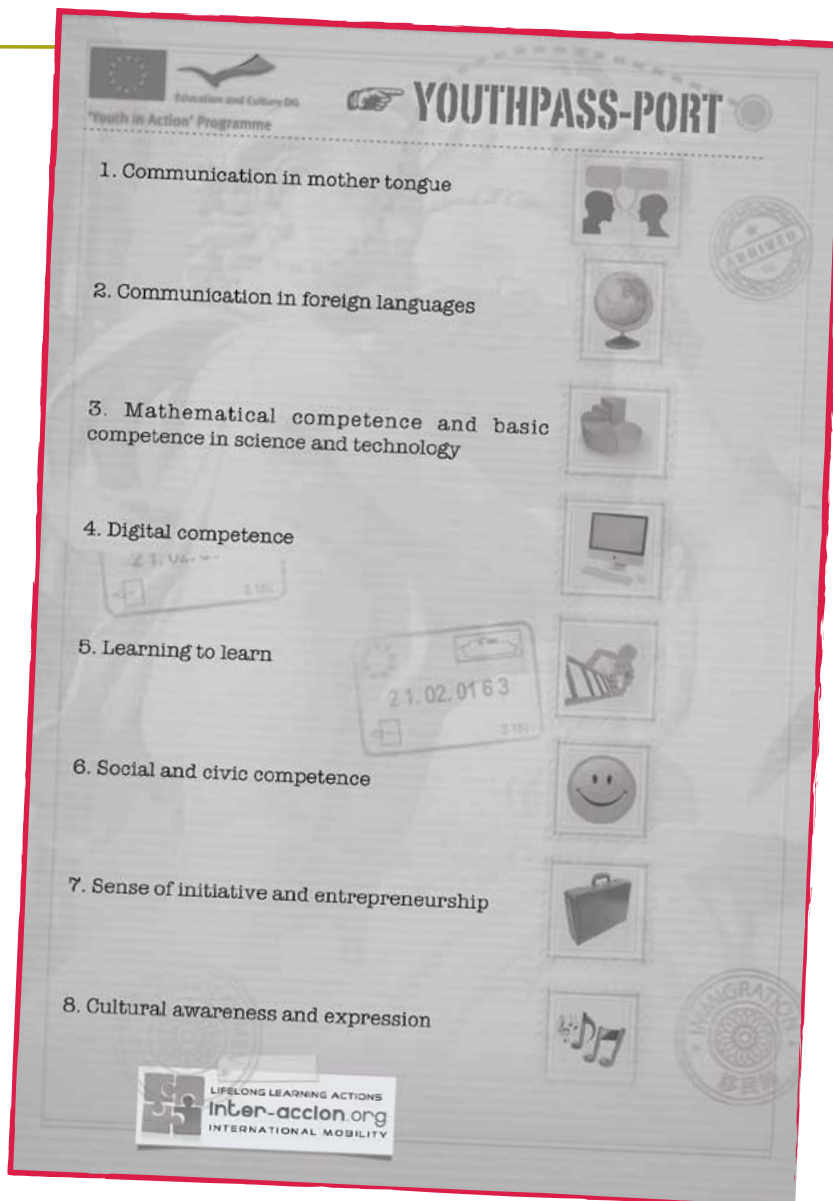 Education and Culture DG
'Youth in Action' Programme
YOUTHPASS-PORT
1. Communication in mother tongue
ARRIVED
2. Communication in foreign languages
3. Mathematical competence and basic
competence in science and technology
4. Digital competence
5. Learning to learn
21.02.0163
6. Social and civic competence
7. Sense of initiative and entrepreneurship
8. Cultural awareness and expression
IMMIGRATION
LIFELONG LEARNING ACTIONS
Inter-accion.org
INTERNATIONAL MOBILITY